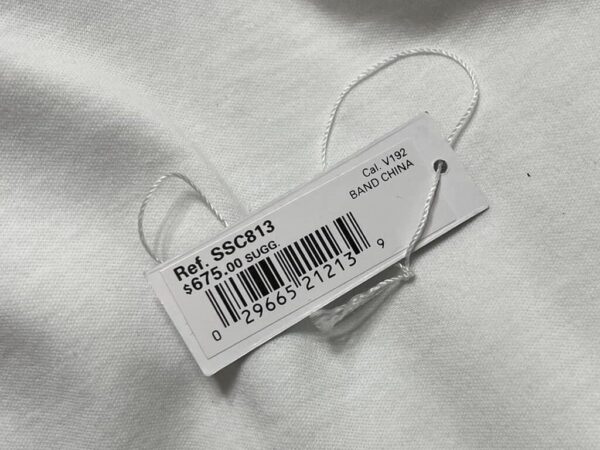 Cal. V192
BAND CHINA
Ref. SSC813
$675.00 SUGG.
0 29665 21213 9